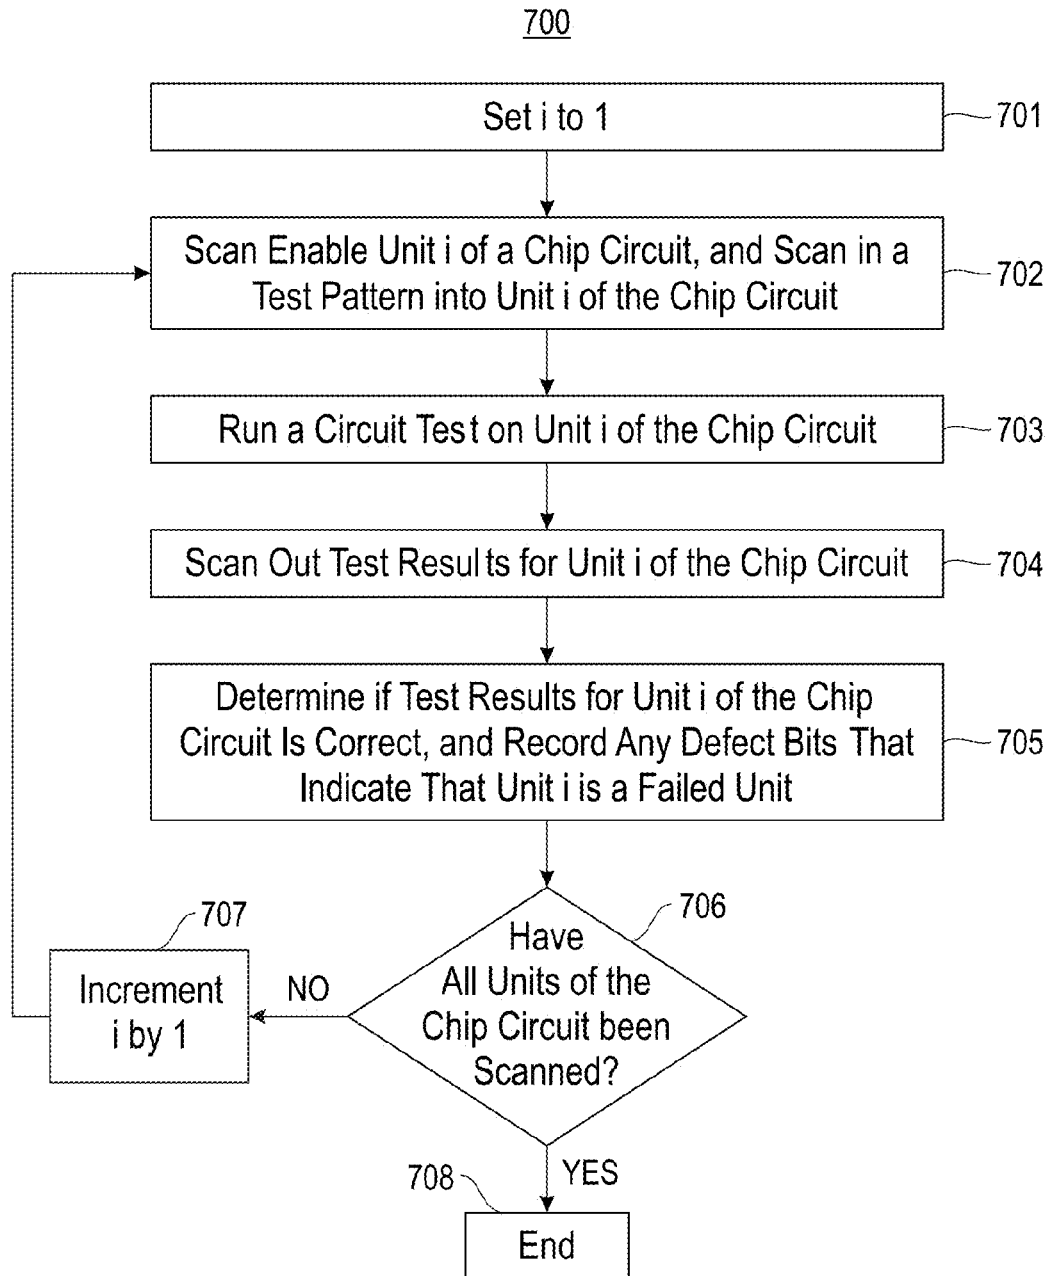 700
Set i to 1
701
Scan Enable Unit i of a Chip Circuit, and Scan in a
Test Pattern into Unit i of the Chip Circuit
702
Run a Circuit Test on Unit i of the Chip Circuit
703
Scan Out Test Results for Unit i of the Chip Circuit
704
Determine if Test Results for Unit i of the Chip
Circuit Is Correct, and Record Any Defect Bits That
Indicate That Unit i is a Failed Unit
705
706
Have
All Units of the
Chip Circuit been
Scanned?
NO
707
Increment
i by 1
YES
708
End